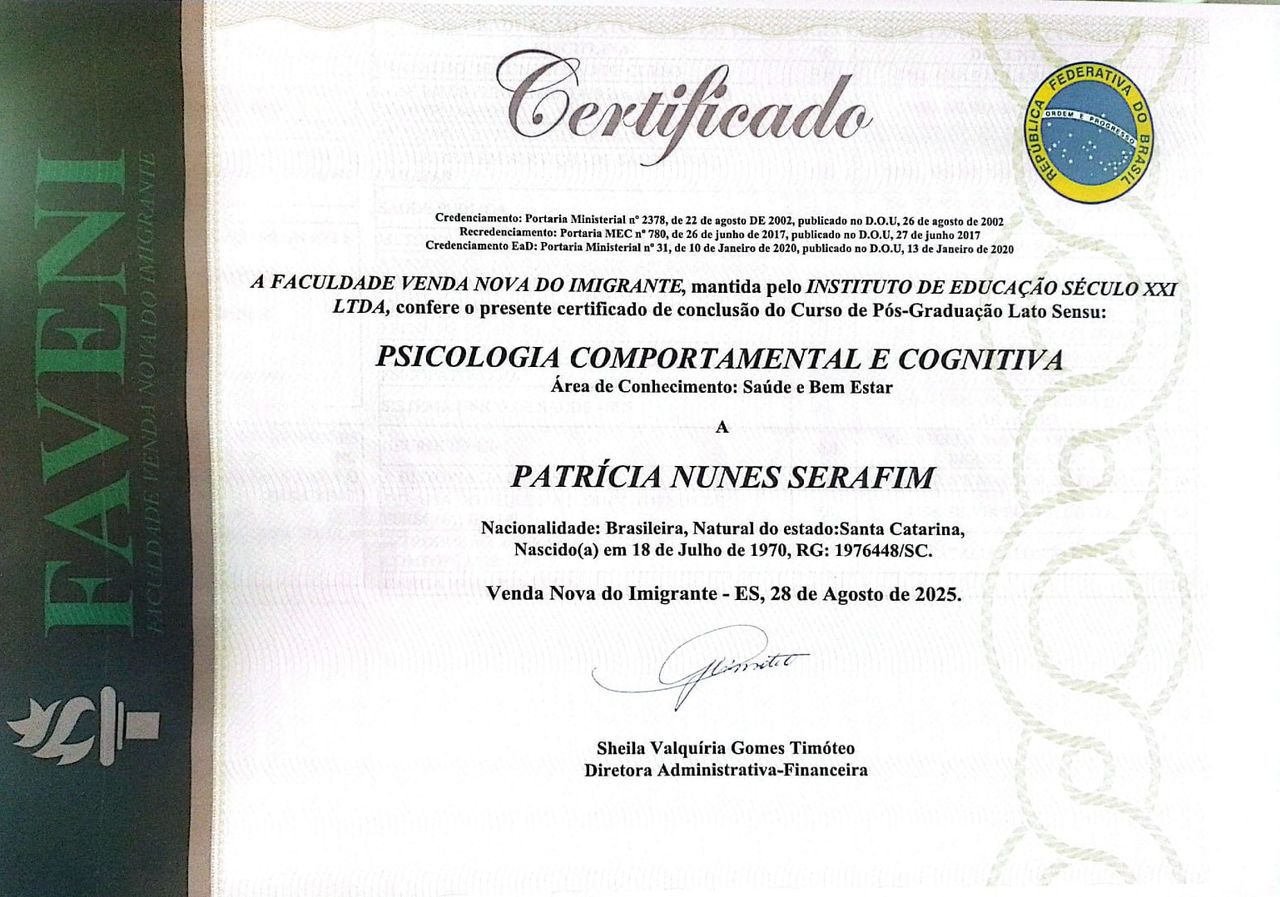 FAVENI
FACULDADE VENDA NOVA DO IMIGRANTE
Certificado
REPÚBLICA FEDERATIVA DO BRASIL
ORDEM E PROGRESSO
Credenciamento: Portaria Ministerial nº 2378, de 22 de agosto DE 2002, publicado no D.O.U, 26 de agosto de 2002
Recredenciamento: Portaria MEC nº 780, de 26 de junho de 2017, publicado no D.O.U, 27 de junho 2017
Credenciamento EaD: Portaria Ministerial nº 31, de 10 de Janeiro de 2020, publicado no D.O.U, 13 de Janeiro de 2020
A FACULDADE VENDA NOVA DO IMIGRANTE, mantida pelo INSTITUTO DE EDUCAÇÃO SÉCULO XXI
LTDA, confere o presente certificado de conclusão do Curso de Pós-Graduação Lato Sensu:
PSICOLOGIA COMPORTAMENTAL E COGNITIVA
Área de Conhecimento: Saúde e Bem Estar
A
PATRÍCIA NUNES SERAFIM
Nacionalidade: Brasileira, Natural do estado:Santa Catarina,
Nascido(a) em 18 de Julho de 1970, RG: 1976448/SC.
Venda Nova do Imigrante - ES, 28 de Agosto de 2025.
Sheila Valquíria Gomes Timóteo
Diretora Administrativa-Financeira